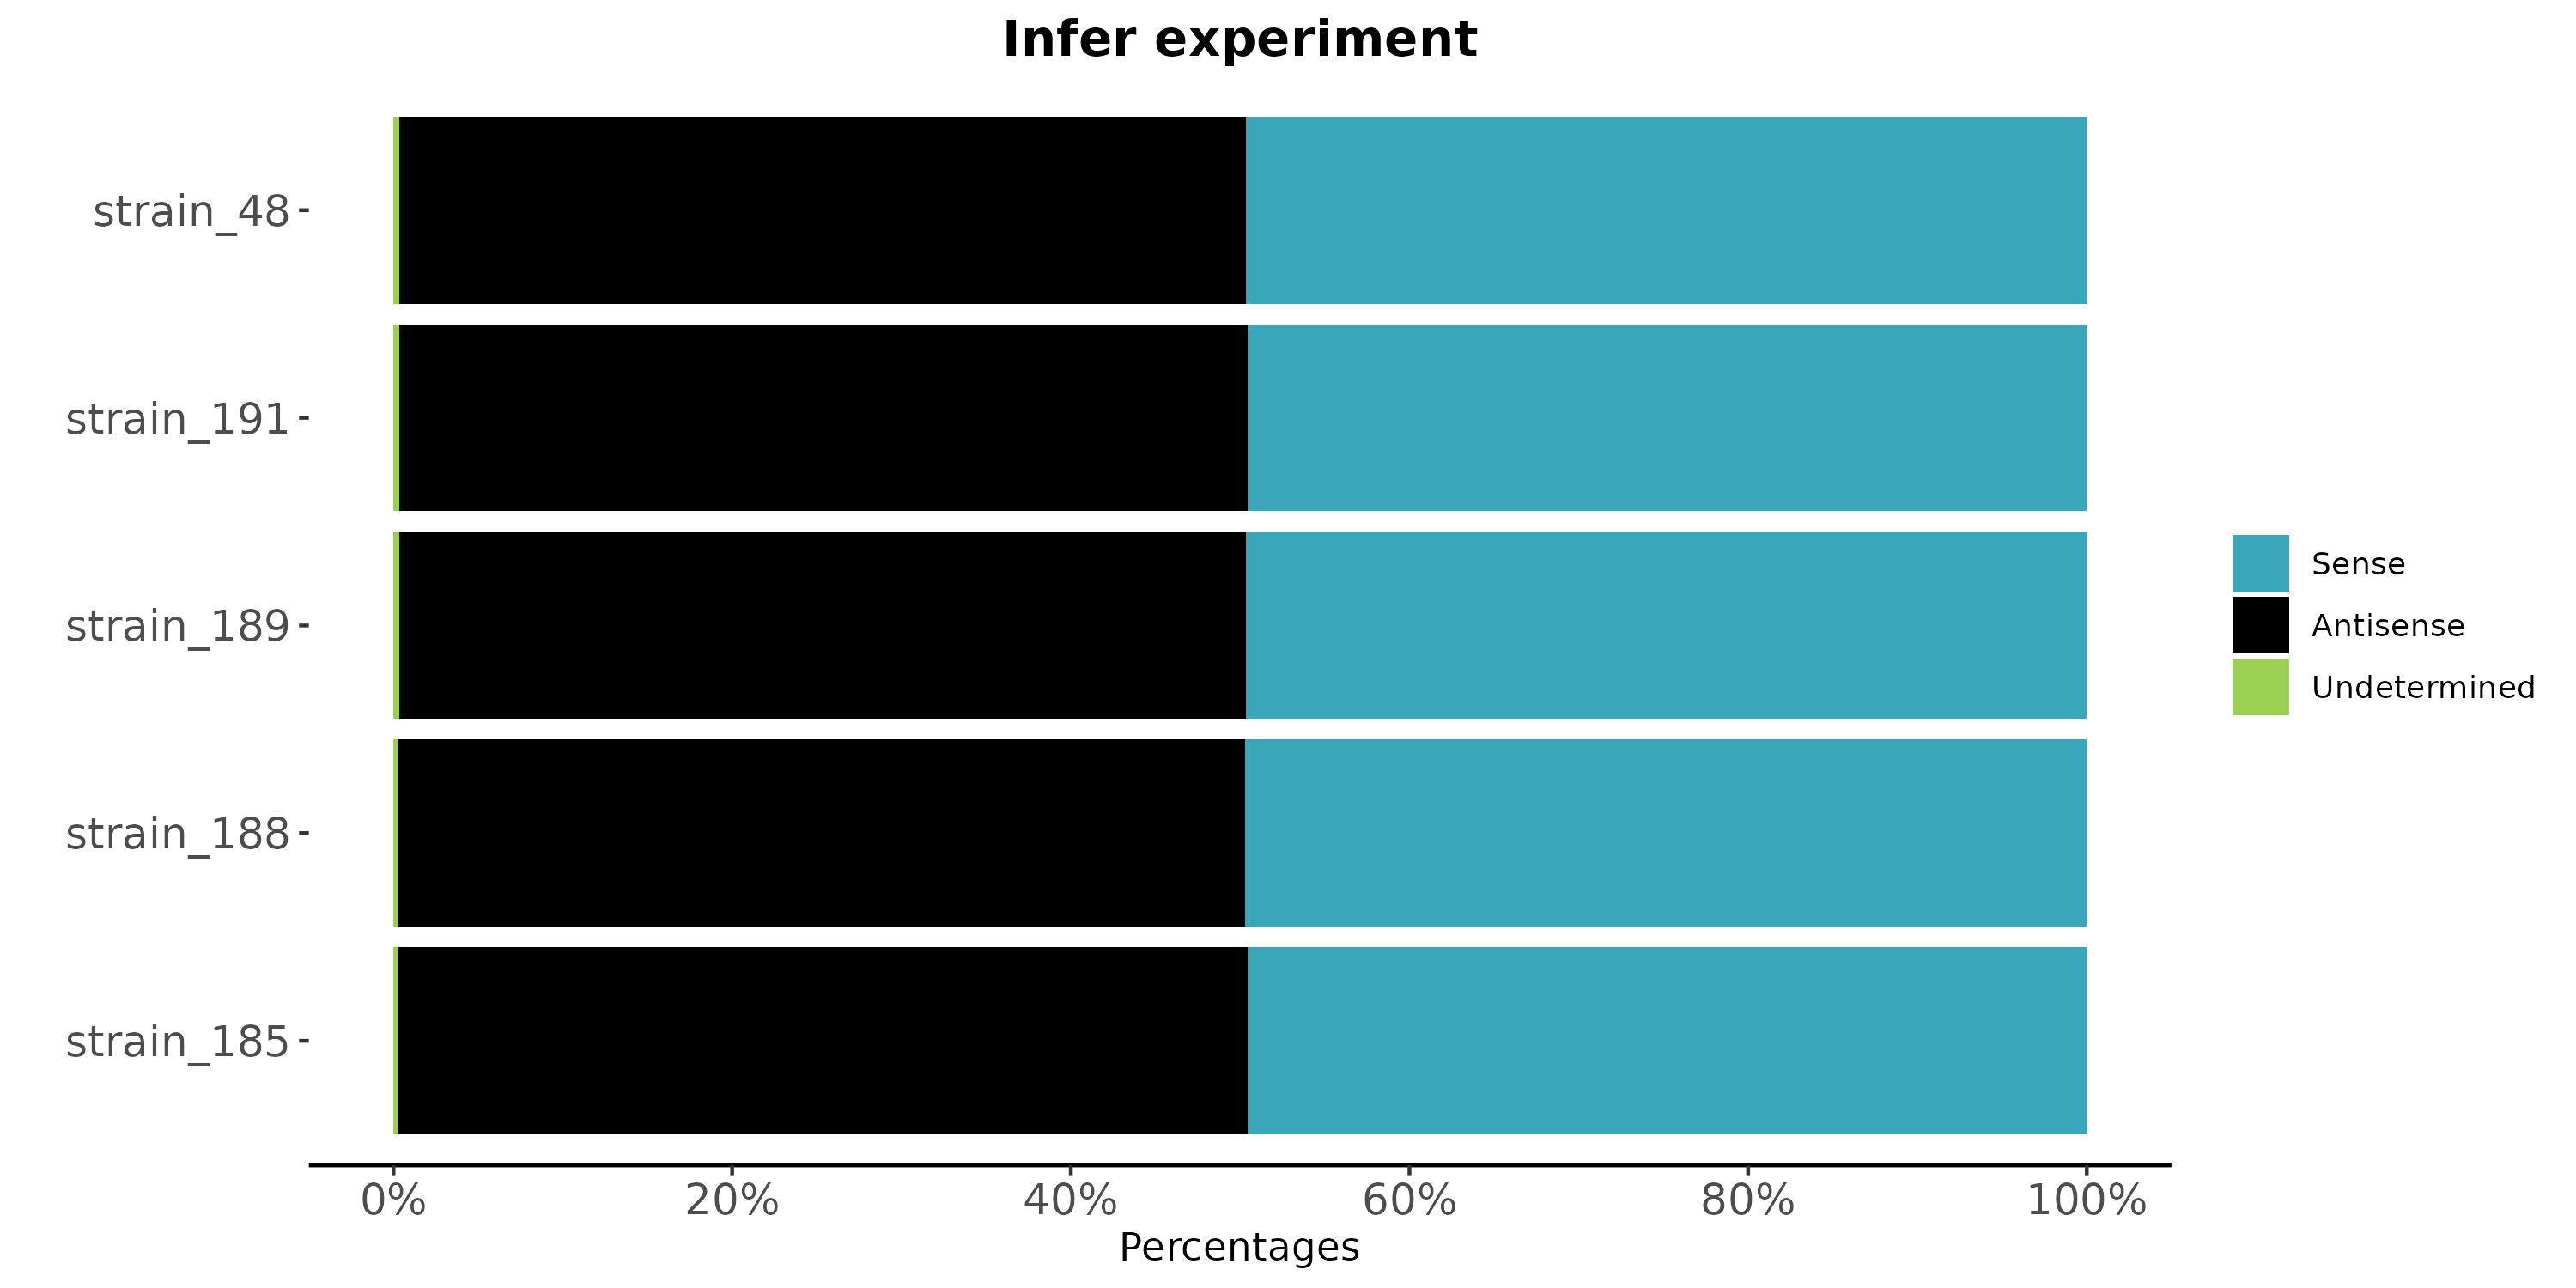 Infer experiment
strain_48
strain_191
strain_189
strain_188
strain_185
Sense
Antisense
Undetermined
0% 20% 40% 60% 80% 100%
Percentages